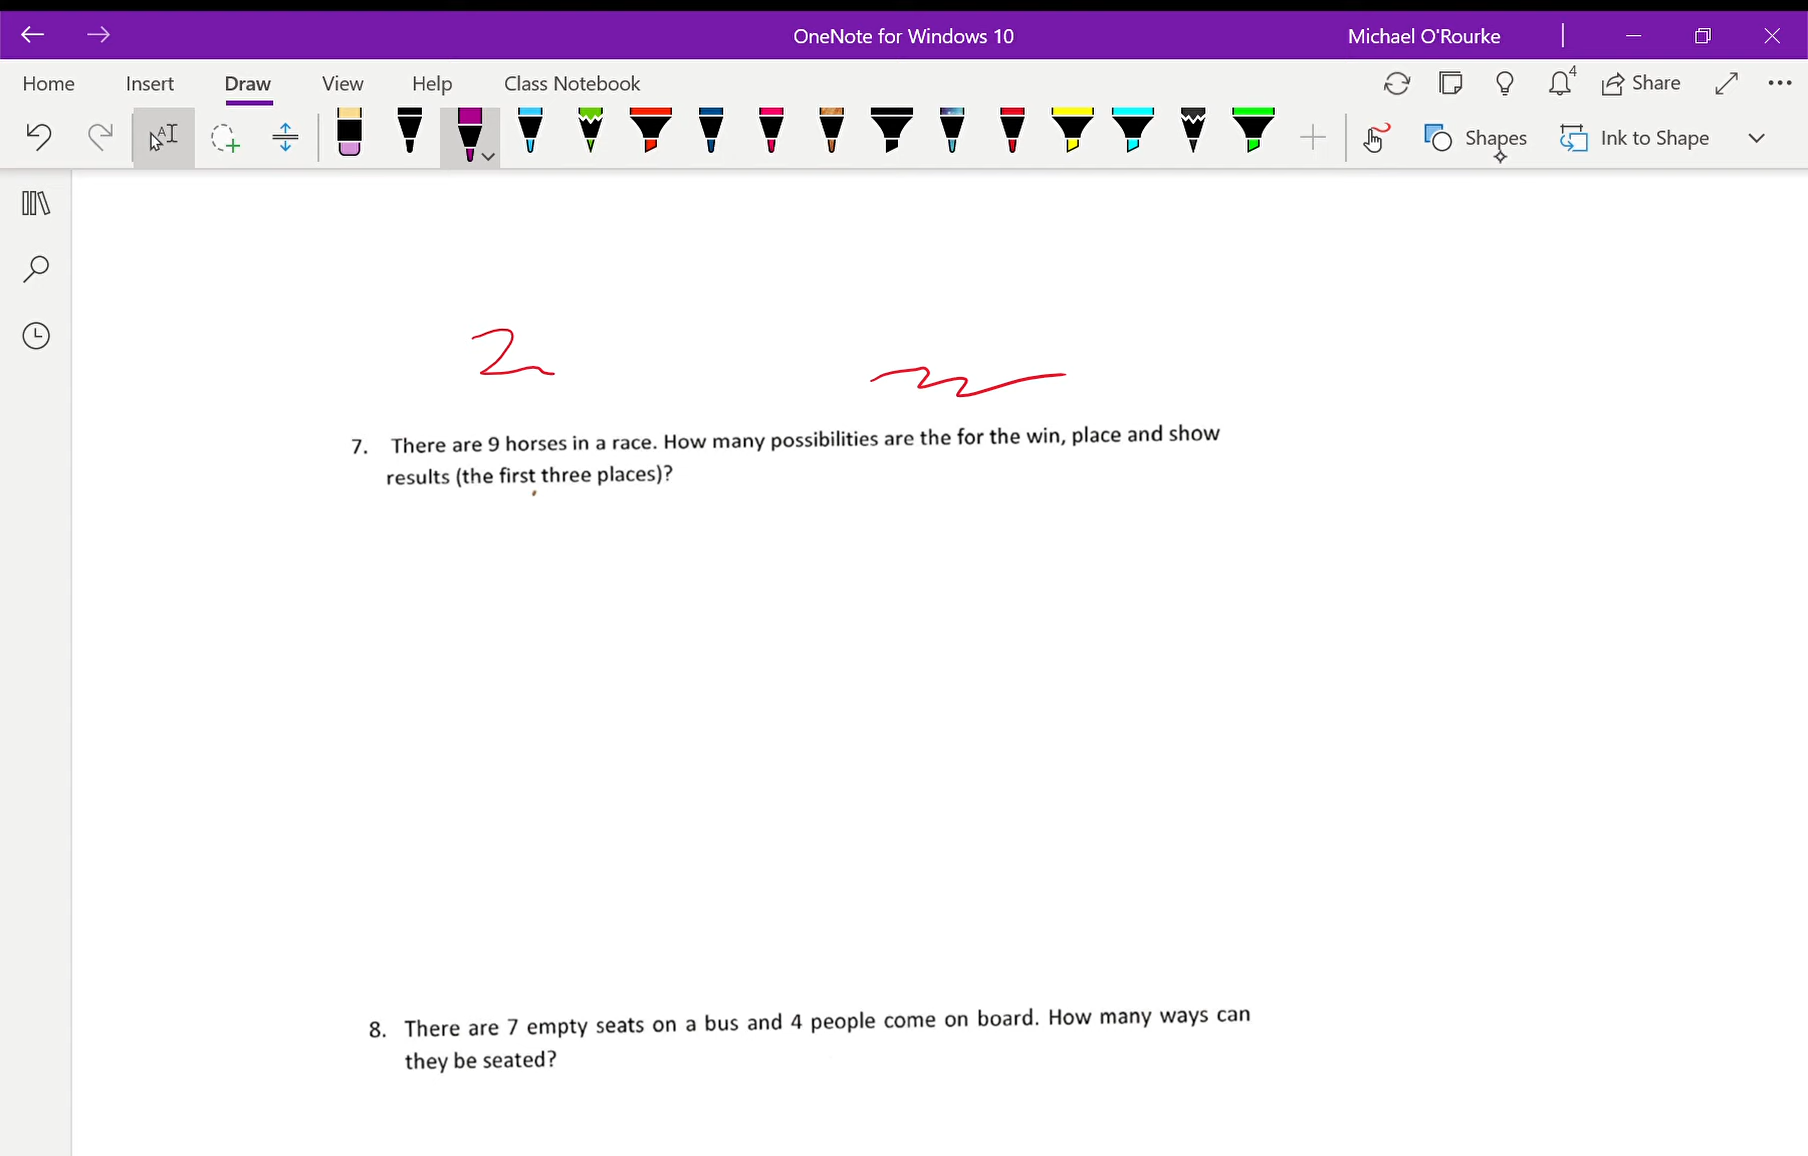 OneNote for Windows 10
Michael O'Rourke
Home Insert Draw View Help Class Notebook
4
Share
Shapes
Ink to Shape
2
7. There are 9 horses in a race. How many possibilities are the for the win, place and show
results (the first three places)?
8. There are 7 empty seats on a bus and 4 people come on board. How many ways can
they be seated?